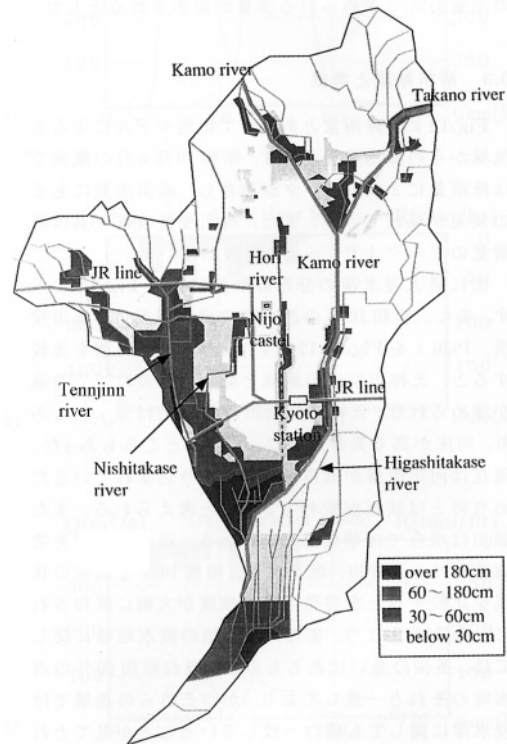 Kamo river
Takano river
Kamo river
Hori
river
JR line
Nijo
castel
JR line
Tennjinn
river
Kyoto
station
Nishitakase
river
Higashitakase
river
over 180cm
60～180cm
30～60cm
below 30cm